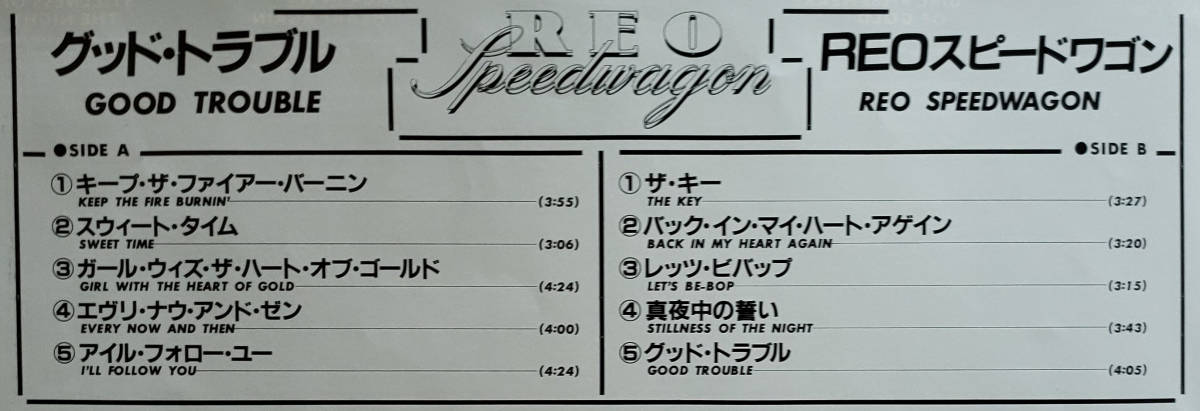 グッド・トラブル
GOOD TROUBLE
REO
Speedwagon
REOスピードワゴン
REO SPEEDWAGON
●SIDE A
①キープ・ザ・ファイアー・バーニン
KEEP THE FIRE BURNIN' (3:55)
②スウィート・タイム
SWEET TIME (3:06)
③ガール・ウィズ・ザ・ハート・オブ・ゴールド
GIRL WITH THE HEART OF GOLD (4:24)
④エヴリ・ナウ・アンド・ゼン
EVERY NOW AND THEN (4:00)
⑤アイル・フォロー・ユー
I'LL FOLLOW YOU (4:24)
●SIDE B
①ザ・キー
THE KEY (3:27)
②バック・イン・マイ・ハート・アゲイン
BACK IN MY HEART AGAIN (3:20)
③レッツ・ビバップ
LET'S BE-BOP (3:15)
④真夜中の誓い
STILLNESS OF THE NIGHT (3:43)
⑤グッド・トラブル
GOOD TROUBLE (4:05)